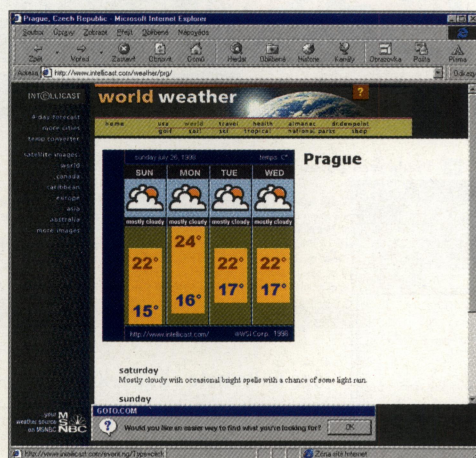 Prague, Czech Republic - Microsoft Internet Explorer
Soubor Úpravy Zobrazit Přejít Oblíbené Nápověda
Zpět Vpřed Zastavit Obnovit Domů Hledat Oblíbené Historie Kanály Obrazovka Pošta Písma
Adresa http://www.intellicast.com/weather/prg/
INTELLICAST
world weather
?
home usa world travel health almanac dr.dewpoint
golf sail ski tropical national parks shop
4 day forecast
more cities
temp converter
satellite images:
world
canada
caribbean
europe
asia
australia
more images
Prague
sunday july 26, 1998 temps C°
SUN MON TUE WED
mostly cloudy mostly cloudy mostly cloudy mostly cloudy
22° 24° 22° 22°
15° 16° 17° 17°
http://www.intellicast.com/ ©WSI Corp. 1998
saturday
Mostly cloudy with occasional bright spells with a chance of some light rain.
sunday
your
weather source
on MSNBC
MSNBC
GOTO.COM
Would you like an easier way to find what you're looking for? OK
Zóna sítě Internet